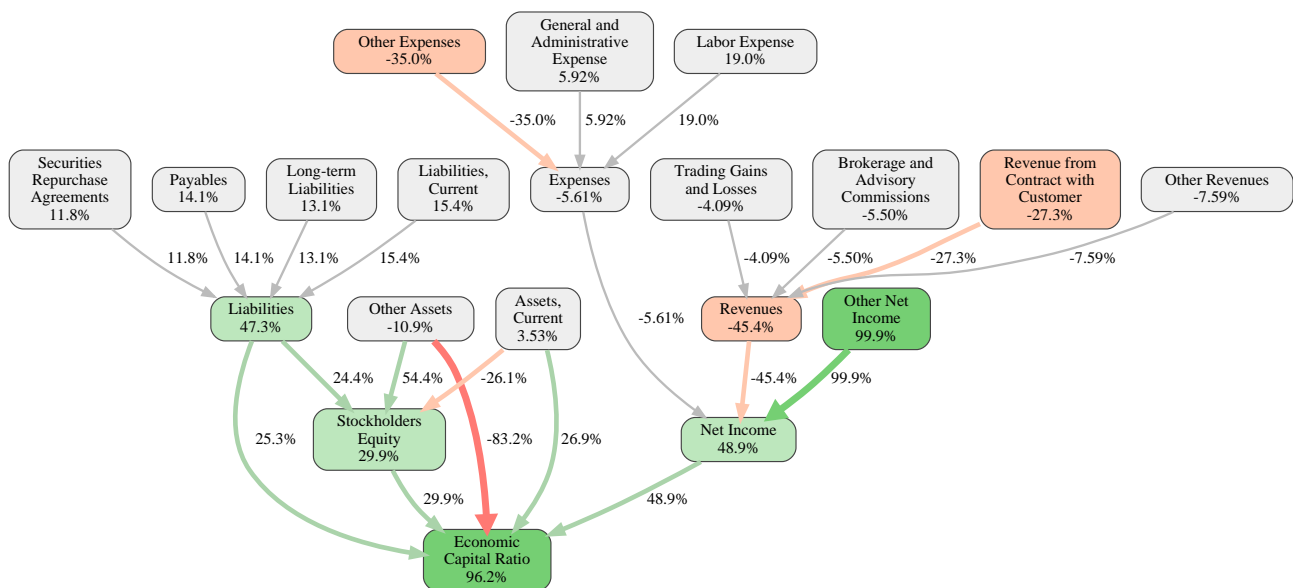 Other Expenses
-35.0%
General and
Administrative
Expense
5.92%
Labor Expense
19.0%
-35.0%
5.92%
19.0%
Securities
Repurchase
Agreements
11.8%
Payables
14.1%
Long-term
Liabilities
13.1%
Liabilities,
Current
15.4%
Expenses
-5.61%
Trading Gains
and Losses
-4.09%
Brokerage and
Advisory
Commissions
-5.50%
Revenue from
Contract with
Customer
-27.3%
Other Revenues
-7.59%
11.8%
14.1%
13.1%
15.4%
-4.09%
-5.50%
-27.3%
-7.59%
Liabilities
47.3%
Other Assets
-10.9%
Assets,
Current
3.53%
-5.61%
Revenues
-45.4%
Other Net
Income
99.9%
24.4%
54.4%
-26.1%
-45.4%
99.9%
Stockholders
Equity
29.9%
Net Income
48.9%
25.3%
-83.2%
26.9%
29.9%
48.9%
Economic
Capital Ratio
96.2%